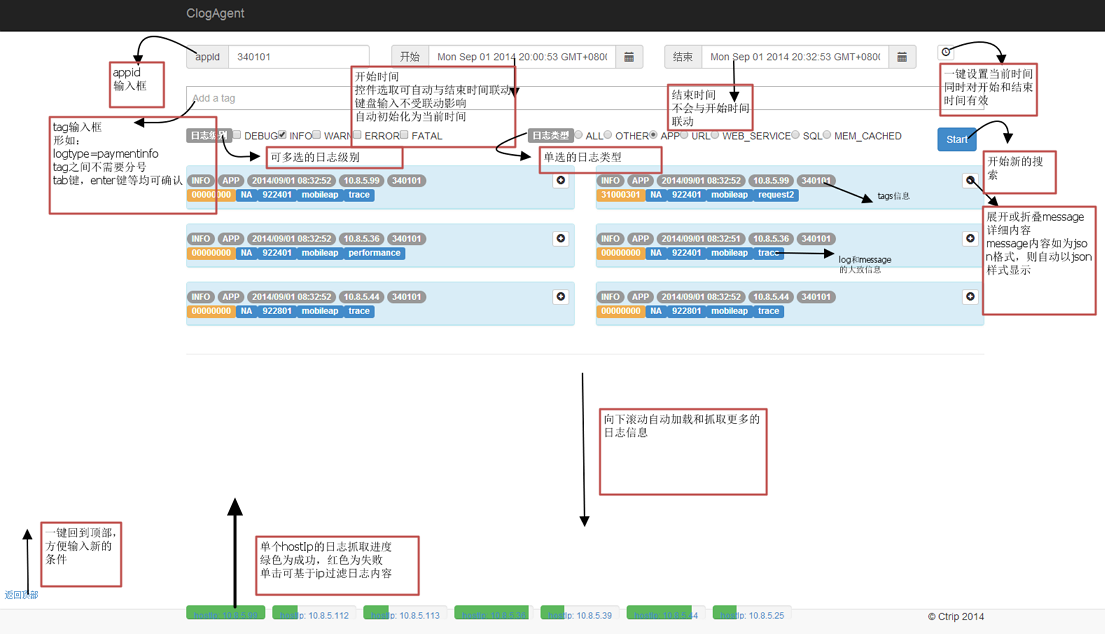 ClogAgent
appid 340101 开始 Mon Sep 01 2014 20:00:53 GMT+080( 结束 Mon Sep 01 2014 20:32:53 GMT+080(
appid
输入框
开始时间
控件选取可自动与结束时间联动
键盘输入不受联动影响
自动初始化为当前时间
结束时间
不会与开始时间
联动
一键设置当前时间
同时对开始和结束
时间有效
Add a tag
tag输入框
形如:
logtype=paymentinfo
tag之间不需要分号
tab键，enter键等均可确认
日志级别 DEBUG INFO WARN ERROR FATAL
日志类型 ALL OTHER APP URL WEB_SERVICE SQL MEM_CACHED
Start
可多选的日志级别
单选的日志类型
开始新的搜
索
INFO APP 2014/09/01 08:32:52 10.8.5.99 340101
00000000 NA 922401 mobileap trace
INFO APP 2014/09/01 08:32:52 10.8.5.99 340101
31000301 NA 922401 mobileap request2
tags信息
展开或折叠message
详细内容
message内容如为jso
n格式，则自动以json
样式显示
INFO APP 2014/09/01 08:32:52 10.8.5.36 340101
00000000 NA 922401 mobileap performance
INFO APP 2014/09/01 08:32:51 10.8.5.36 340101
00000000 NA 922401 mobileap trace
log和message
的大致信息
INFO APP 2014/09/01 08:32:52 10.8.5.44 340101
00000000 NA 922801 mobileap trace
INFO APP 2014/09/01 08:32:52 10.8.5.44 340101
00000000 NA 922801 mobileap trace
向下滚动自动加载和抓取更多的
日志信息
一键回到顶部，
方便输入新的
条件
返回顶部
单个hostIp的日志抓取进度
绿色为成功，红色为失败
单击可基于ip过滤日志内容
hostIp: 10.8.5.99 hostIp: 10.8.5.112 hostIp: 10.8.5.113 hostIp: 10.8.5.36 hostIp: 10.8.5.39 hostIp: 10.8.5.44 hostIp: 10.8.5.25
© Ctrip 2014